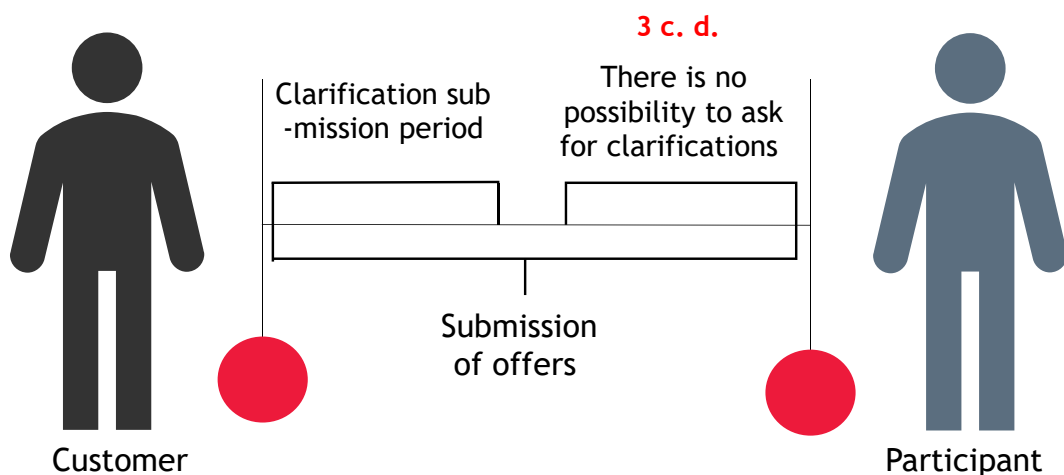 3 c. d.
Clarification sub
-mission period
There is no
possibility to ask
for clarifications
Submission
of offers
Customer
Participant